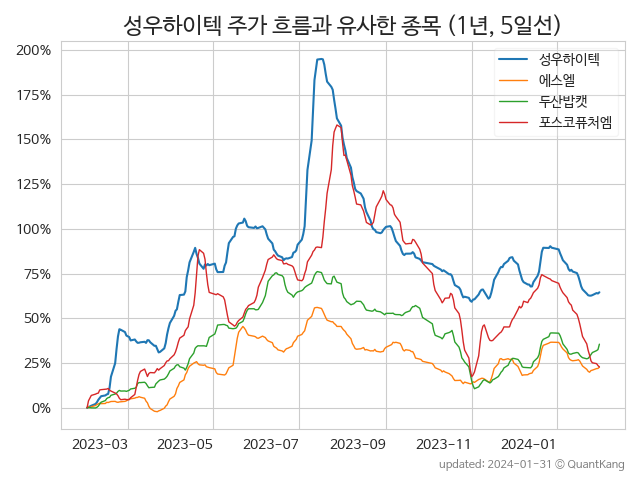 성우하이텍 주가 흐름과 유사한 종목 (1년, 5일선)
성우하이텍
에스엘
두산밥캣
포스코퓨처엠
200%
175%
150%
125%
100%
75%
50%
25%
0%
2023-03 2023-05 2023-07 2023-09 2023-11 2024-01
updated: 2024-01-31 © QuantKang